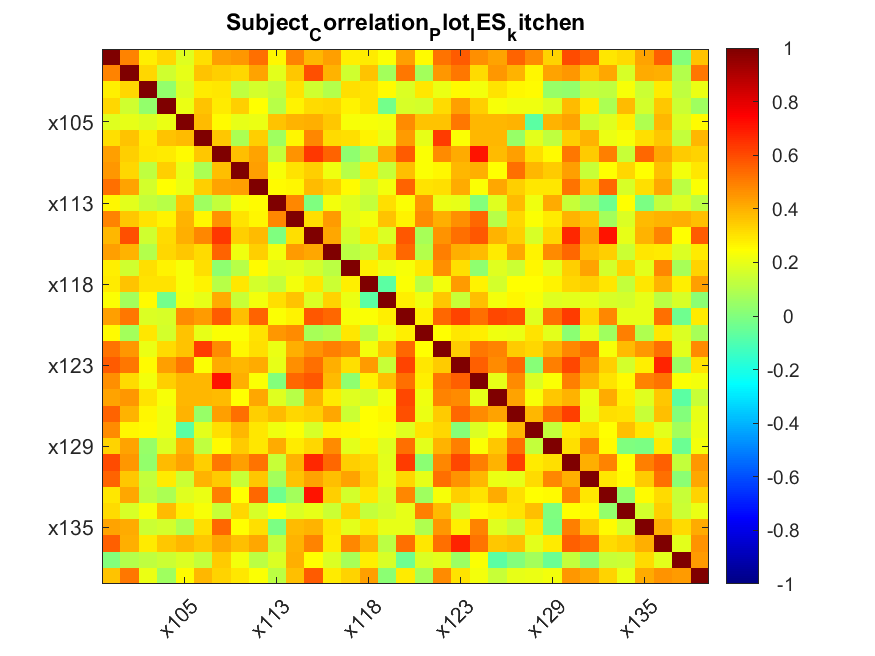 Subject_Correlation_Plot_IES_kitchen
x105
x113
x118
x123
x129
x135
x105
x113
x118
x123
x129
x135
1
0.8
0.6
0.4
0.2
0
-0.2
-0.4
-0.6
-0.8
-1